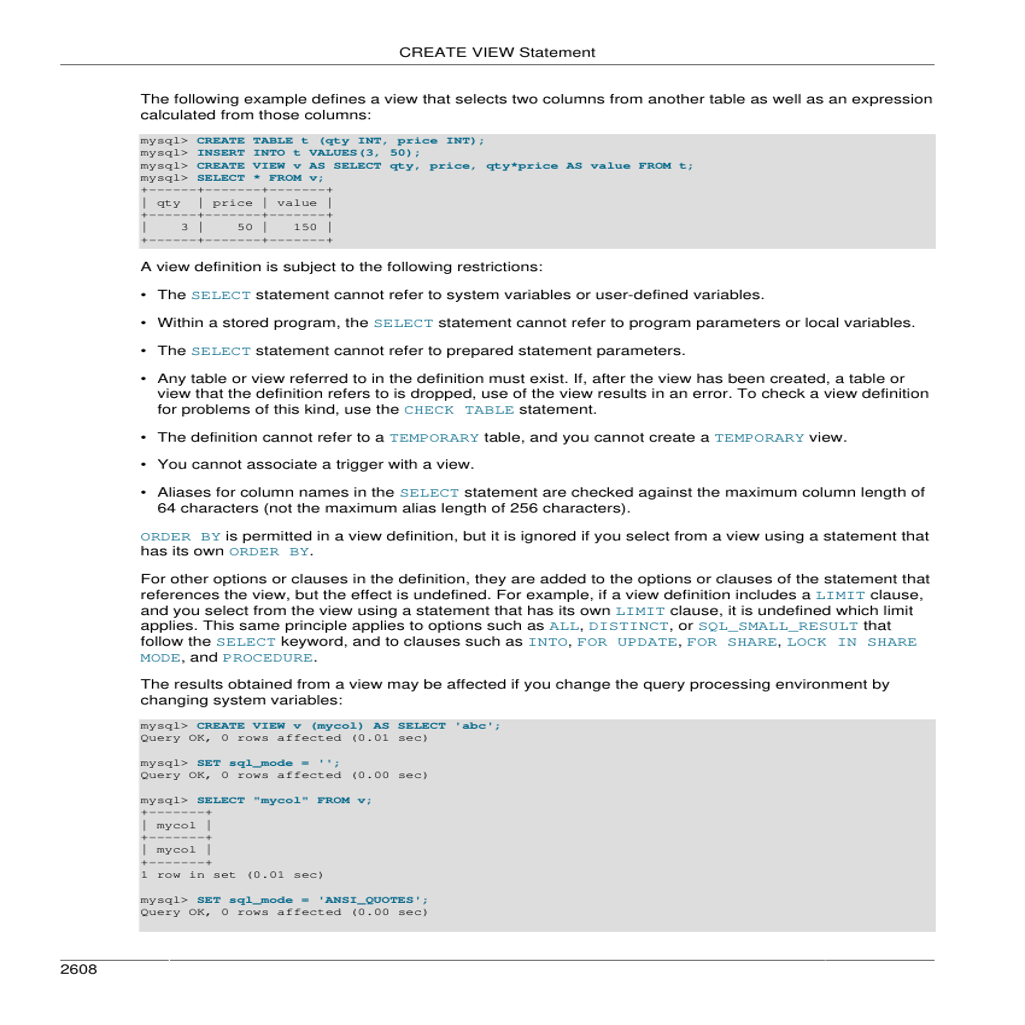 CREATE VIEW Statement
The following example defines a view that selects two columns from another table as well as an expression
calculated from those columns:
mysql> CREATE TABLE t (qty INT, price INT);
mysql> INSERT INTO t VALUES(3, 50);
mysql> CREATE VIEW v AS SELECT qty, price, qty*price AS value FROM t;
mysql> SELECT * FROM v;
+------+-------+-------+
| qty  | price | value |
+------+-------+-------+
|    3 |    50 |   150 |
+------+-------+-------+
A view definition is subject to the following restrictions:
• The SELECT statement cannot refer to system variables or user-defined variables.
• Within a stored program, the SELECT statement cannot refer to program parameters or local variables.
• The SELECT statement cannot refer to prepared statement parameters.
• Any table or view referred to in the definition must exist. If, after the view has been created, a table or
view that the definition refers to is dropped, use of the view results in an error. To check a view definition
for problems of this kind, use the CHECK TABLE statement.
• The definition cannot refer to a TEMPORARY table, and you cannot create a TEMPORARY view.
• You cannot associate a trigger with a view.
• Aliases for column names in the SELECT statement are checked against the maximum column length of
64 characters (not the maximum alias length of 256 characters).
ORDER BY is permitted in a view definition, but it is ignored if you select from a view using a statement that
has its own ORDER BY.
For other options or clauses in the definition, they are added to the options or clauses of the statement that
references the view, but the effect is undefined. For example, if a view definition includes a LIMIT clause,
and you select from the view using a statement that has its own LIMIT clause, it is undefined which limit
applies. This same principle applies to options such as ALL, DISTINCT, or SQL_SMALL_RESULT that
follow the SELECT keyword, and to clauses such as INTO, FOR UPDATE, FOR SHARE, LOCK IN SHARE
MODE, and PROCEDURE.
The results obtained from a view may be affected if you change the query processing environment by
changing system variables:
mysql> CREATE VIEW v (mycol) AS SELECT 'abc';
Query OK, 0 rows affected (0.01 sec)
mysql> SET sql_mode = '';
Query OK, 0 rows affected (0.00 sec)
mysql> SELECT "mycol" FROM v;
+-------+
| mycol |
+-------+
| mycol |
+-------+
1 row in set (0.01 sec)
mysql> SET sql_mode = 'ANSI_QUOTES';
Query OK, 0 rows affected (0.00 sec)
2608